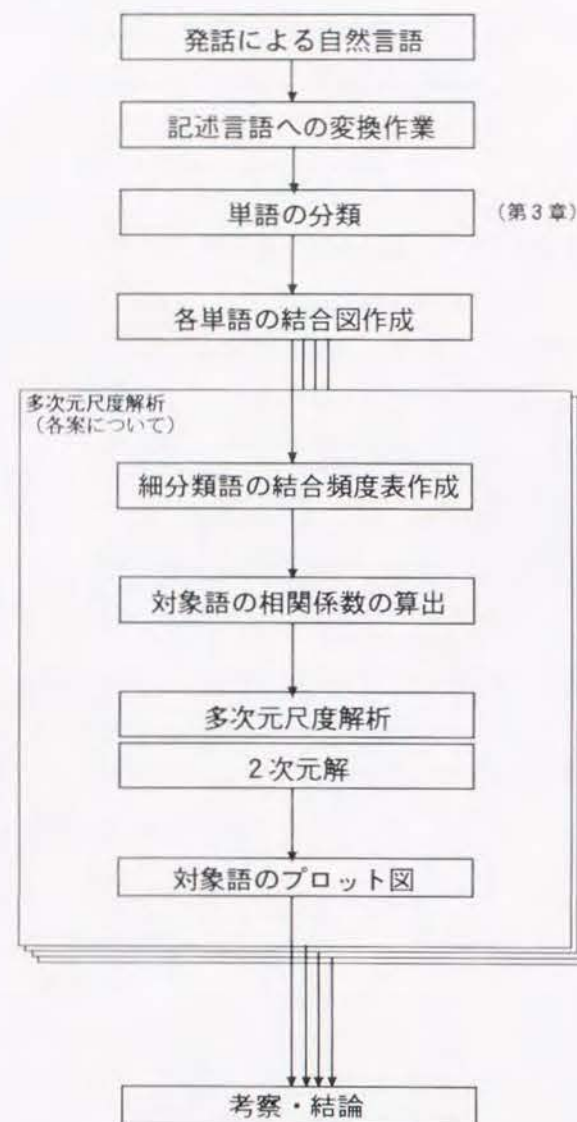 発話による自然言語
記述言語への変換作業
単語の分類
(第3章)
各単語の結合図作成
多次元尺度解析
(各案について)
細分類語の結合頻度表作成
対象語の相関係数の算出
多次元尺度解析
2次元解
対象語のプロット図
考察・結論